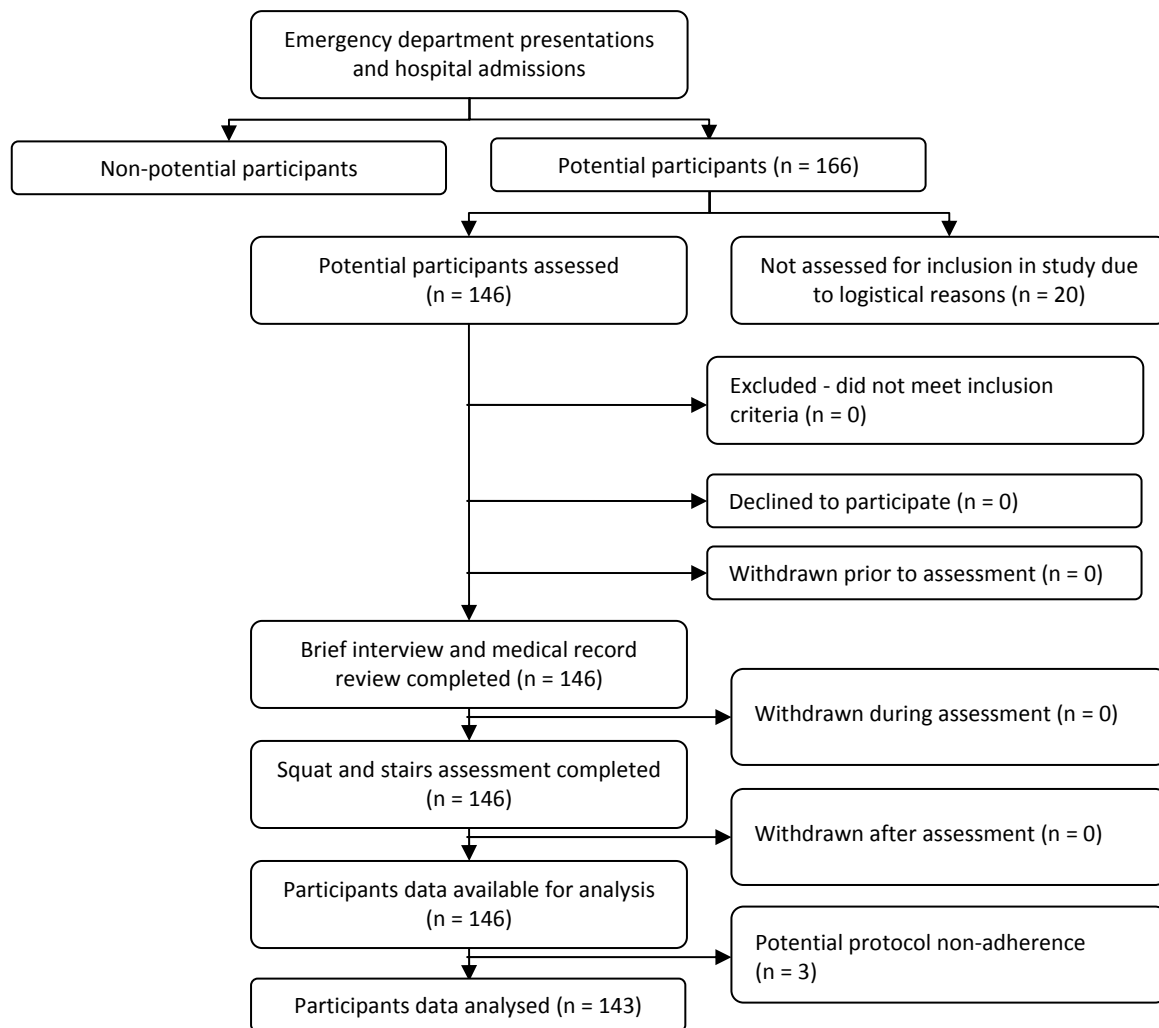 Emergency department presentations
and hospital admissions
Non-potential participants
Potential participants (n = 166)
Potential participants assessed
(n = 146)
Not assessed for inclusion in study due
to logistical reasons (n = 20)
Excluded - did not meet inclusion
criteria (n = 0)
Declined to participate (n = 0)
Withdrawn prior to assessment (n = 0)
Brief interview and medical record
review completed (n = 146)
Withdrawn during assessment (n = 0)
Squat and stairs assessment completed
(n = 146)
Withdrawn after assessment (n = 0)
Participants data available for analysis
(n = 146)
Potential protocol non-adherence
(n = 3)
Participants data analysed (n = 143)